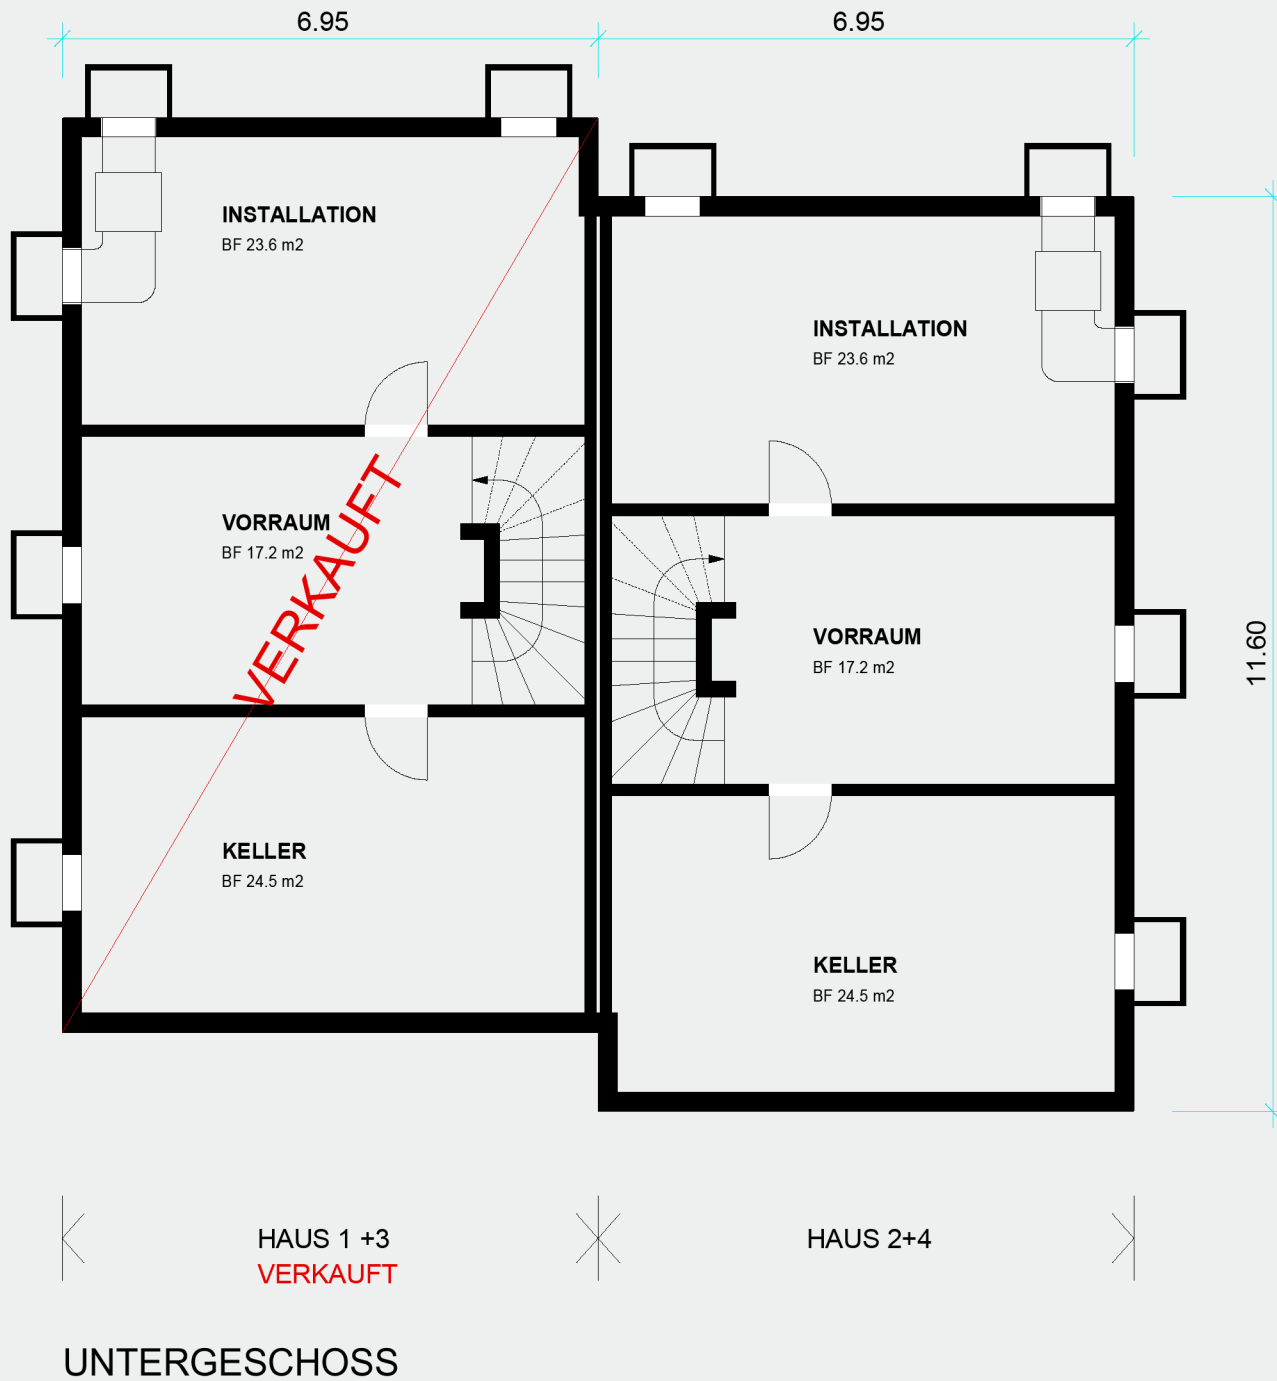 6.95
6.95
INSTALLATION
BF 23.6 m2
INSTALLATION
BF 23.6 m2
VORRAUM
BF 17.2 m2
VERKAUFT
VORRAUM
BF 17.2 m2
11.60
KELLER
BF 24.5 m2
KELLER
BF 24.5 m2
HAUS 1 +3
VERKAUFT
HAUS 2+4
UNTERGESCHOSS